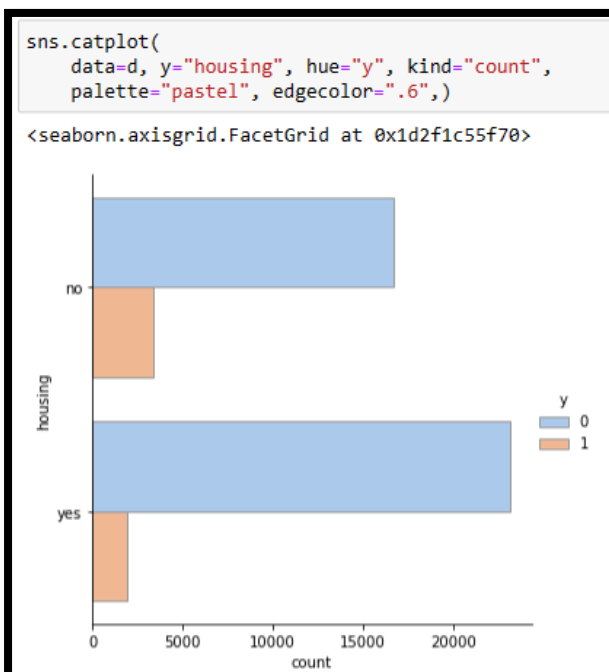 sns.catplot(
data=d, y="housing", hue="y", kind="count",
palette="pastel", edgecolor=".6",)
<seaborn.axisgrid.FacetGrid at 0x1d2f1c55f70>
no
yes
housing
0
5000
10000
15000
20000
count
y
0
1